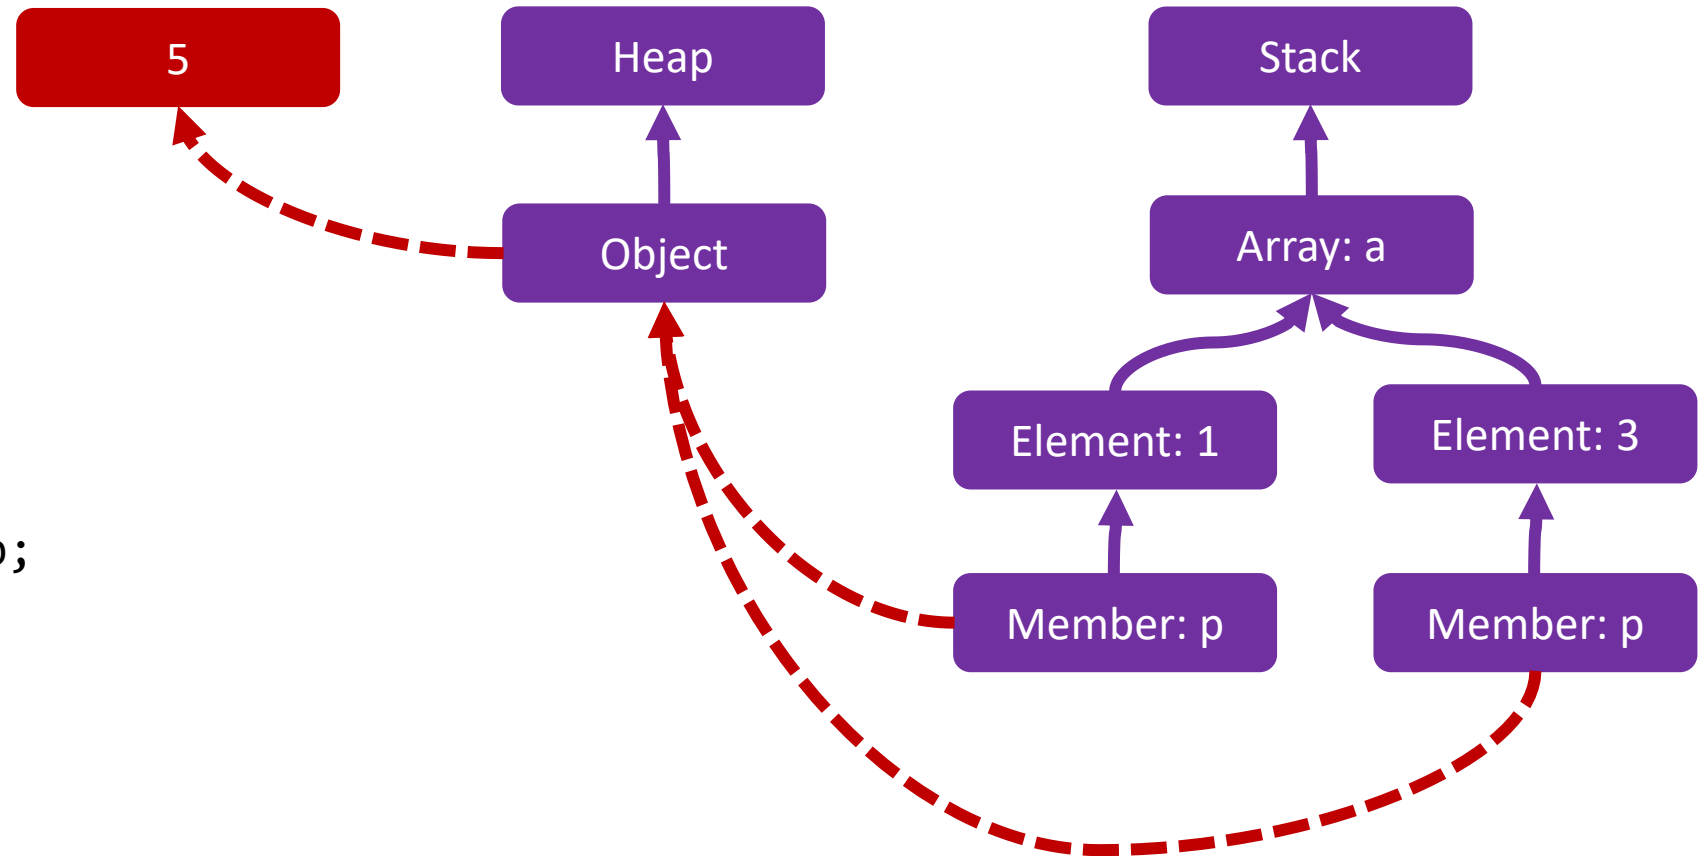 5
Heap
Stack
Object
Array: a
Element: 1
Element: 3
;
Member: p
Member: p